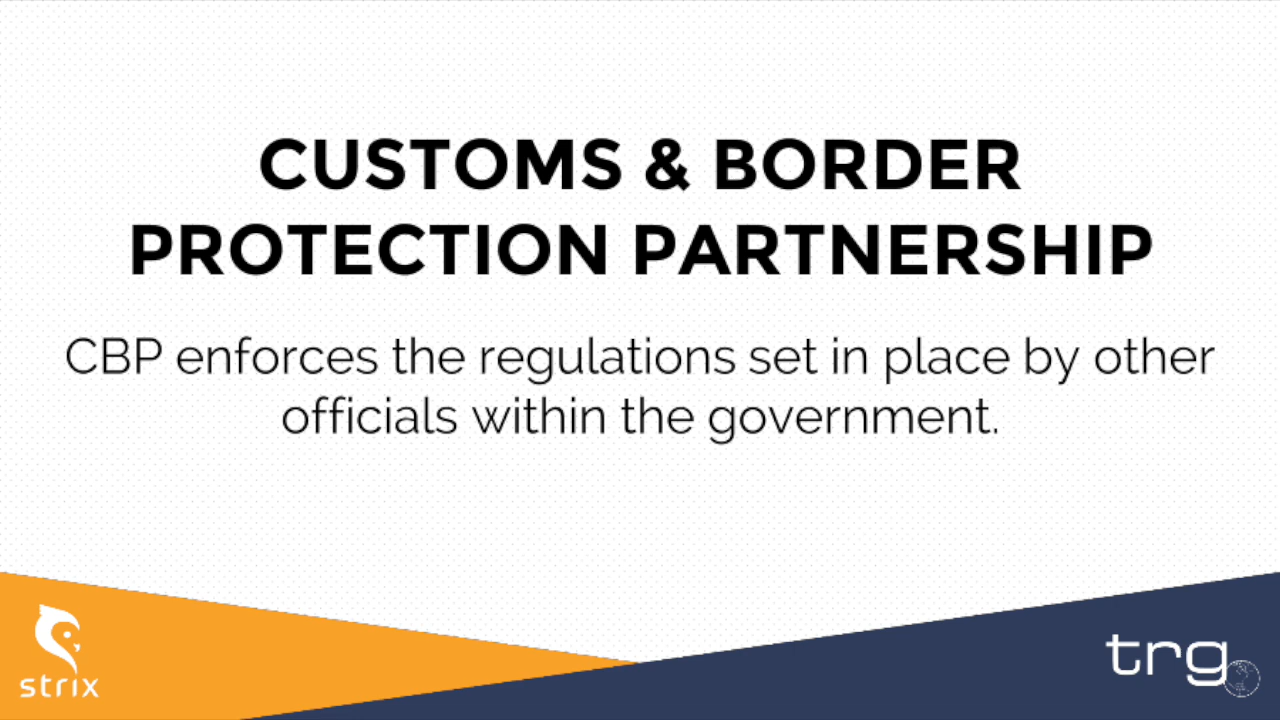 CUSTOMS & BORDER
PROTECTION PARTNERSHIP
CBP enforces the regulations set in place by other
officials within the government.
strix
trg